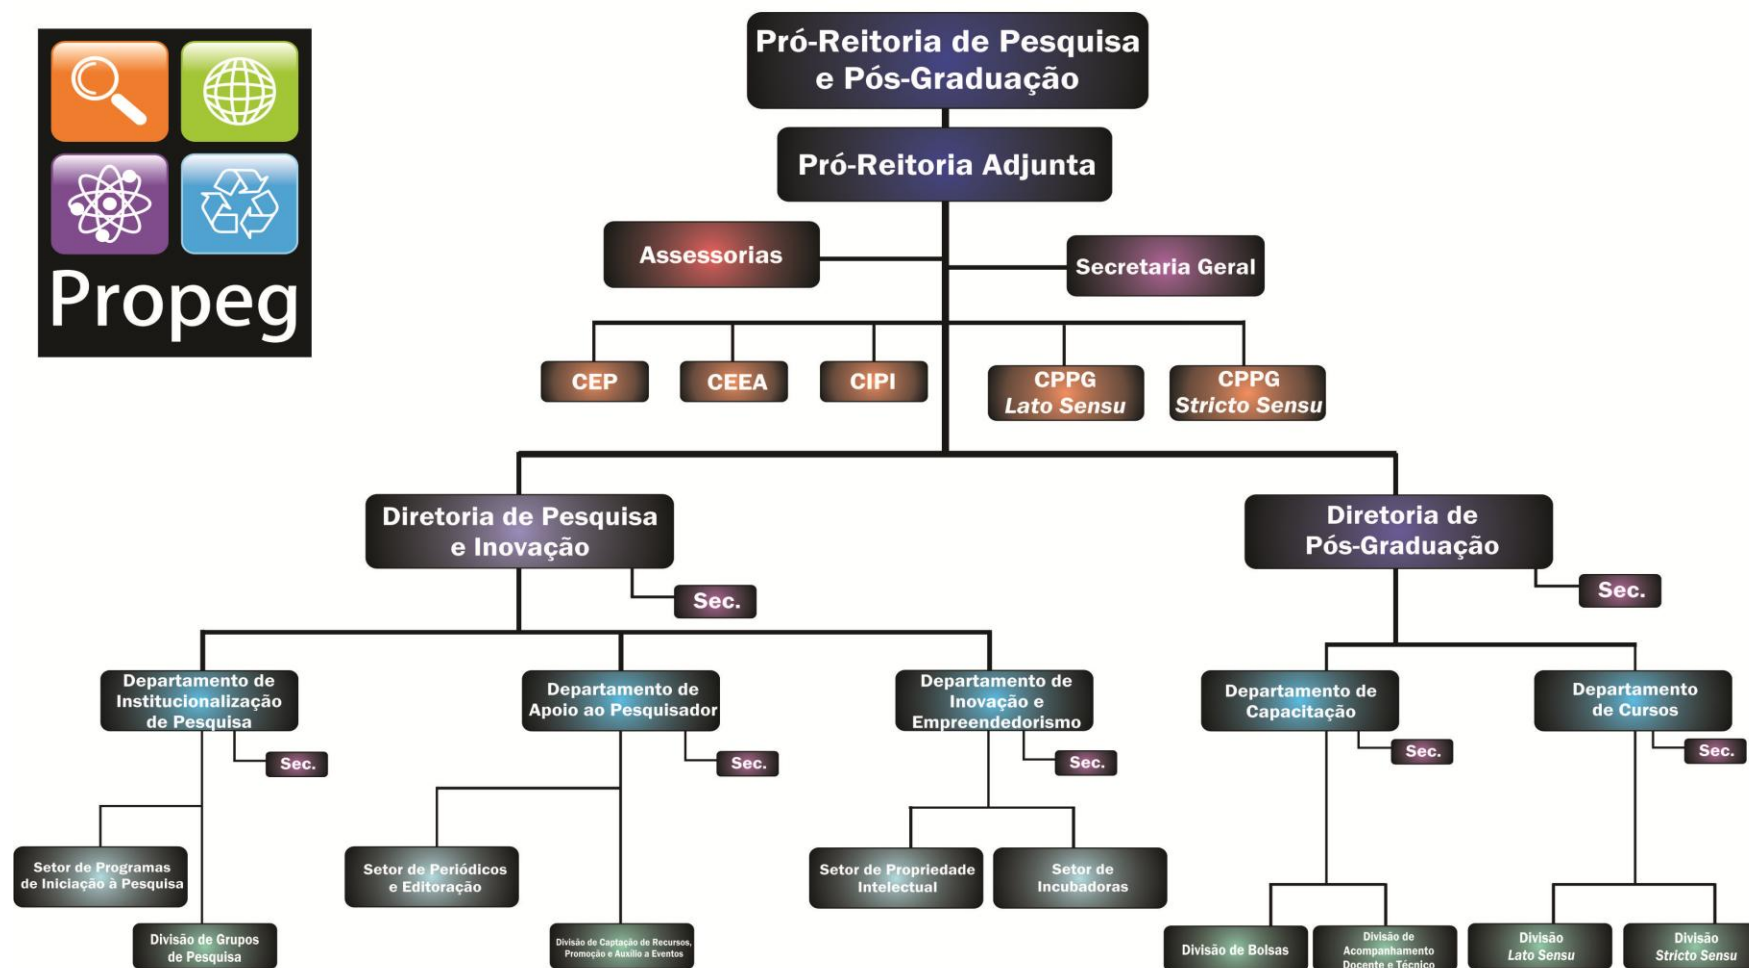 Pró-Reitoria de Pesquisa
e Pós-Graduação
Propeg
Pró-Reitoria Adjunta
Assessorias
Secretaria Geral
CEP
CEEA
CIPI
CPPG
Lato Sensu
CPPG
Stricto Sensu
Diretoria de Pesquisa
e Inovação
Sec.
Diretoria de
Pós-Graduação
Sec.
Departamento de
Institucionalização
de Pesquisa
Sec.
Departamento de
Apoio ao Pesquisador
Sec.
Departamento de
Inovação e
Empreendedorismo
Sec.
Departamento de
Capacitação
Sec.
Departamento
de Cursos
Sec.
Setor de Programas
de Iniciação à Pesquisa
Setor de Periódicos
e Editoração
Setor de Propriedade
Intelectual
Setor de
Incubadoras
Divisão de Grupos
de Pesquisa
Divisão de Captação de Recursos,
Promoção e Auxílio a Eventos
Divisão de Bolsas
Divisão de
Acompanhamento
Docente e Técnico
Divisão
Lato Sensu
Divisão
Stricto Sensu